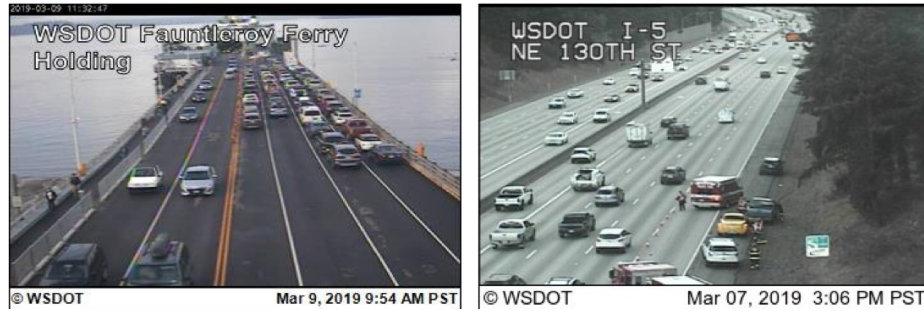 2019-03-09 11:32:47
WSDOT Fauntleroy Ferry
Holding
© WSDOT
Mar 9, 2019 9:54 AM PST
WSDOT I-5
NE 130TH ST
© WSDOT
Mar 07, 2019 3:06 PM PST